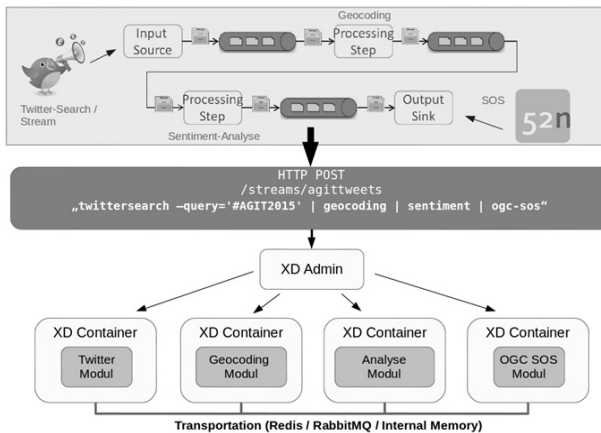 Geocoding
Input
Source
Processing
Step
Twitter-Search /
Stream
Processing
Step
Output
Sink
SOS
52n
Sentiment-Analyse
HTTP POST
/streams/agittweets
„twittersearch –query='#AGIT2015' | geocoding | sentiment | ogc-sos“
XD Admin
XD Container
Twitter
Modul
XD Container
Geocoding
Modul
XD Container
Analyse
Modul
XD Container
OGC SOS
Modul
Transportation (Redis / RabbitMQ / Internal Memory)